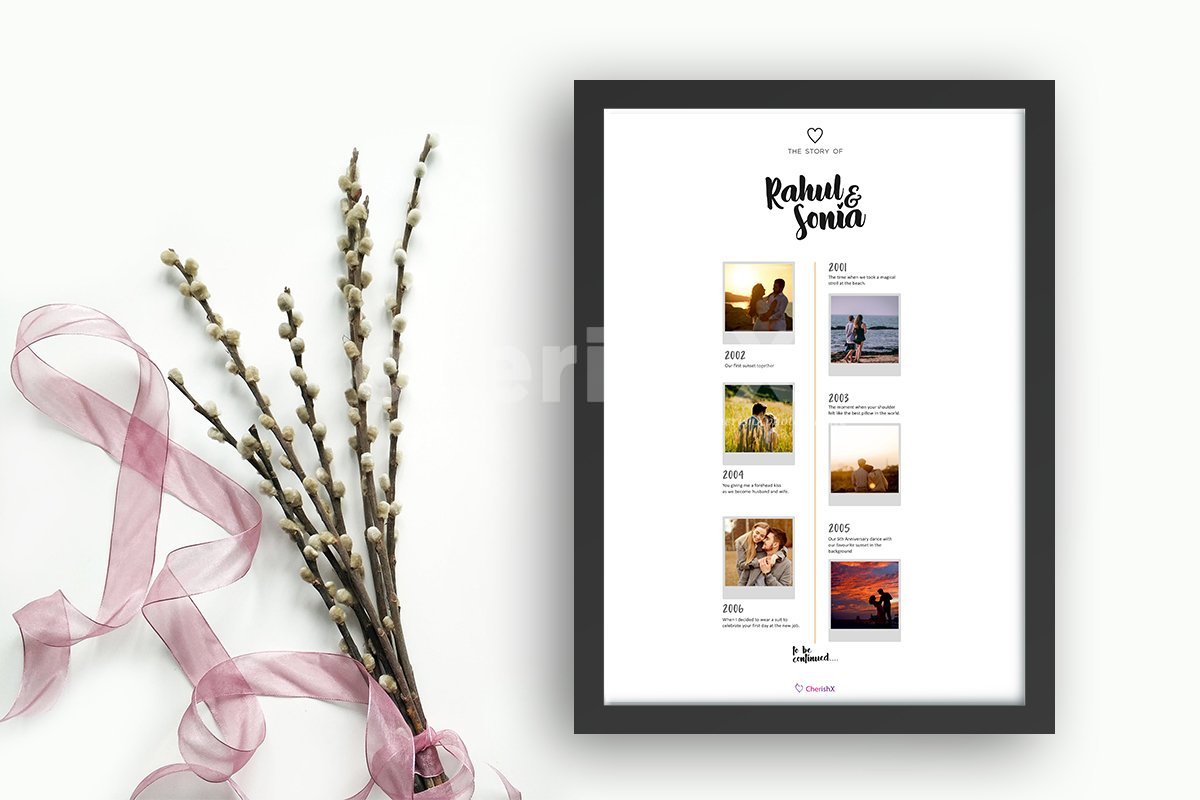 THE STORY OF
Rahul &
Sonia
2001
The time when we took a magical
stroll at the beach.
2002
Our first sunset together
2003
The moment when your shoulder
felt like the best pillow in the world.
2004
You giving me a forehead kiss
as we become husband and wife.
2005
Our 5th Anniversary dance with
our favourite sunset in the
background
2006
When I decided to wear a suit to
celebrate your first day at the new job.
to be
continued....
CherishX